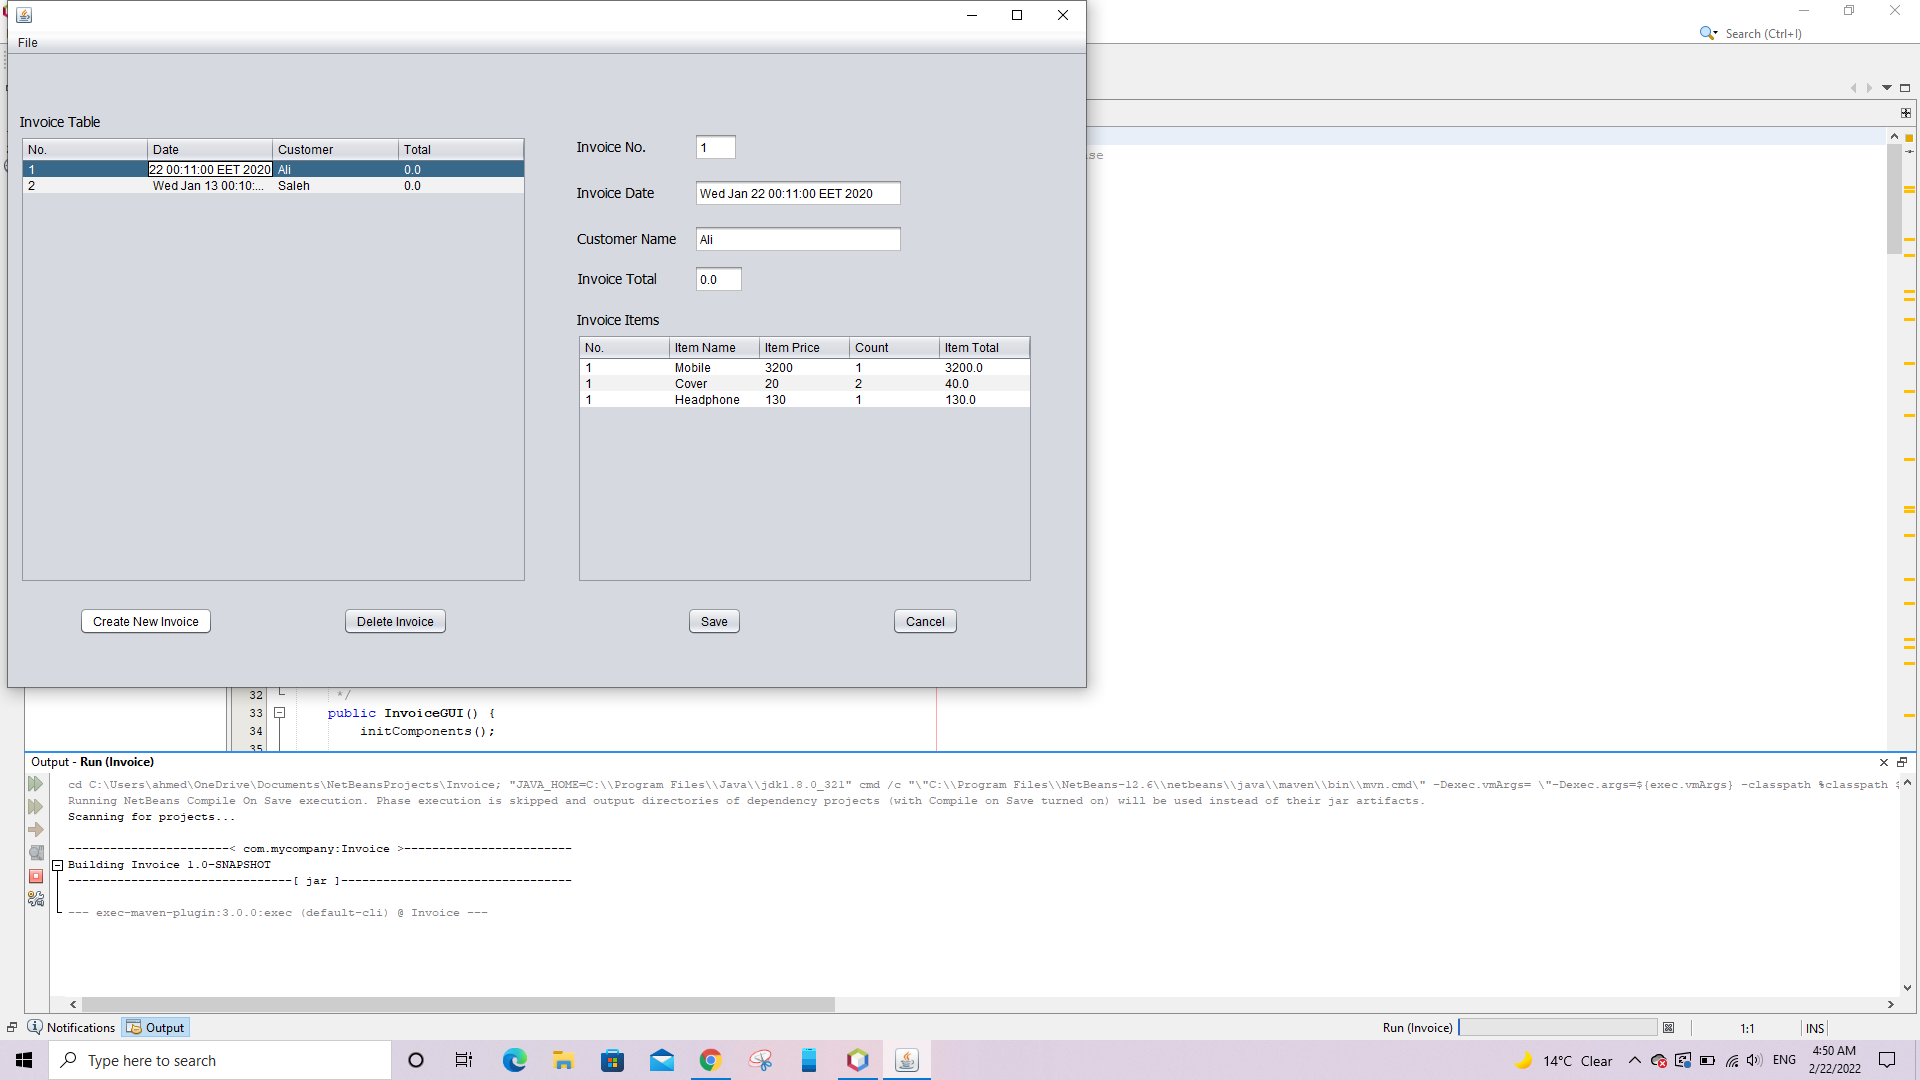 File
Search (Ctrl+I)
Invoice Table
No. Date Customer Total
1 22 00:11:00 EET 2020 Ali 0.0
2 Wed Jan 13 00:10:... Saleh 0.0
Invoice No. 1
Invoice Date Wed Jan 22 00:11:00 EET 2020
Customer Name Ali
Invoice Total 0.0
Invoice Items
No. Item Name Item Price Count Item Total
1 Mobile 3200 1 3200.0
1 Cover 20 2 40.0
1 Headphone 130 1 130.0
Create New Invoice Delete Invoice Save Cancel
32 */
33 public InvoiceGUI() {
34 initComponents();
35
Output - Run (Invoice)
cd C:\Users\ahmed\OneDrive\Documents\NetBeansProjects\Invoice; "JAVA_HOME=C:\\Program Files\\Java\\jdk1.8.0_321" cmd /c "\"C:\\Program Files\\NetBeans-12.6\\netbeans\\java\\maven\\bin\\mvn.cmd\" -Dexec.vmArgs= \"-Dexec.args=${exec.vmArgs} -classpath %classpath
Running NetBeans Compile On Save execution. Phase execution is skipped and output directories of dependency projects (with Compile on Save turned on) will be used instead of their jar artifacts.
Scanning for projects...
-----------------------< com.mycompany:Invoice >------------------------
Building Invoice 1.0-SNAPSHOT
--------------------------------[ jar ]---------------------------------
--- exec-maven-plugin:3.0.0:exec (default-cli) @ Invoice ---
Notifications Output Run (Invoice) 1:1 INS
Type here to search 14°C Clear ENG 4:50 AM
2/22/2022